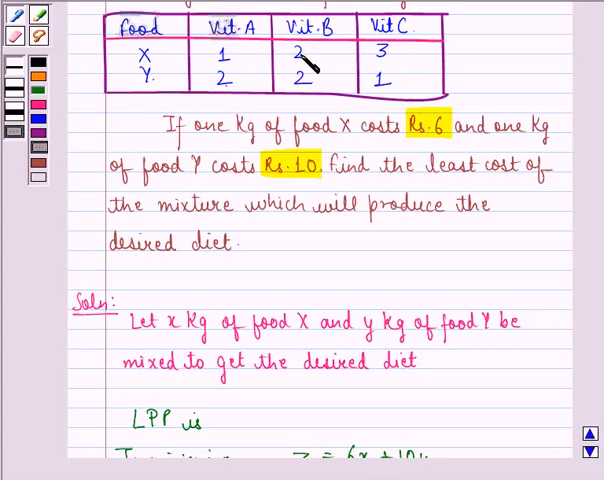 Food Vit. A Vit. B Vit C.
X 1 2 3
Y 2 2 1
If one Kg of food X costs Rs. 6 and one Kg
of food Y costs Rs. 10. Find the least cost of
the mixture which will produce the
desired diet.
Soln:
Let x Kg of food X and y Kg of food Y be
mixed to get the desired diet
LPP is